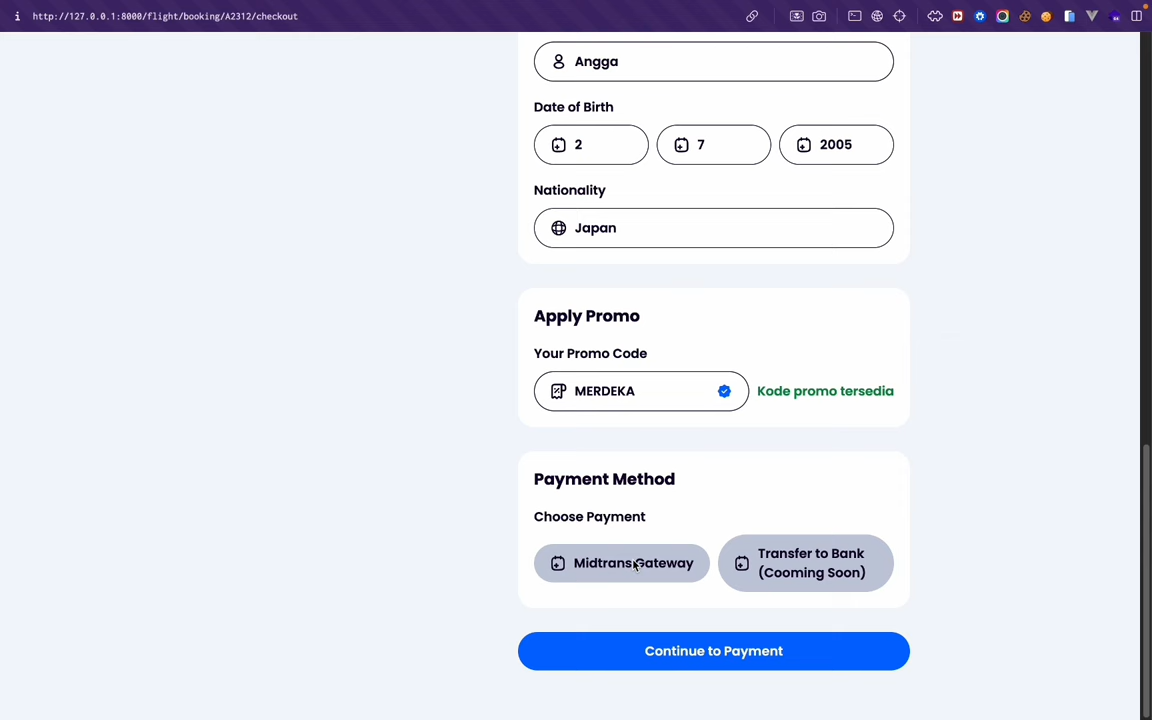 http://127.0.0.1:8000/flight/booking/A2312/checkout
Angga
Date of Birth
2 7 2005
Nationality
Japan
Apply Promo
Your Promo Code
MERDEKA Kode promo tersedia
Payment Method
Choose Payment
Midtrans Gateway
Transfer to Bank
(Cooming Soon)
Continue to Payment